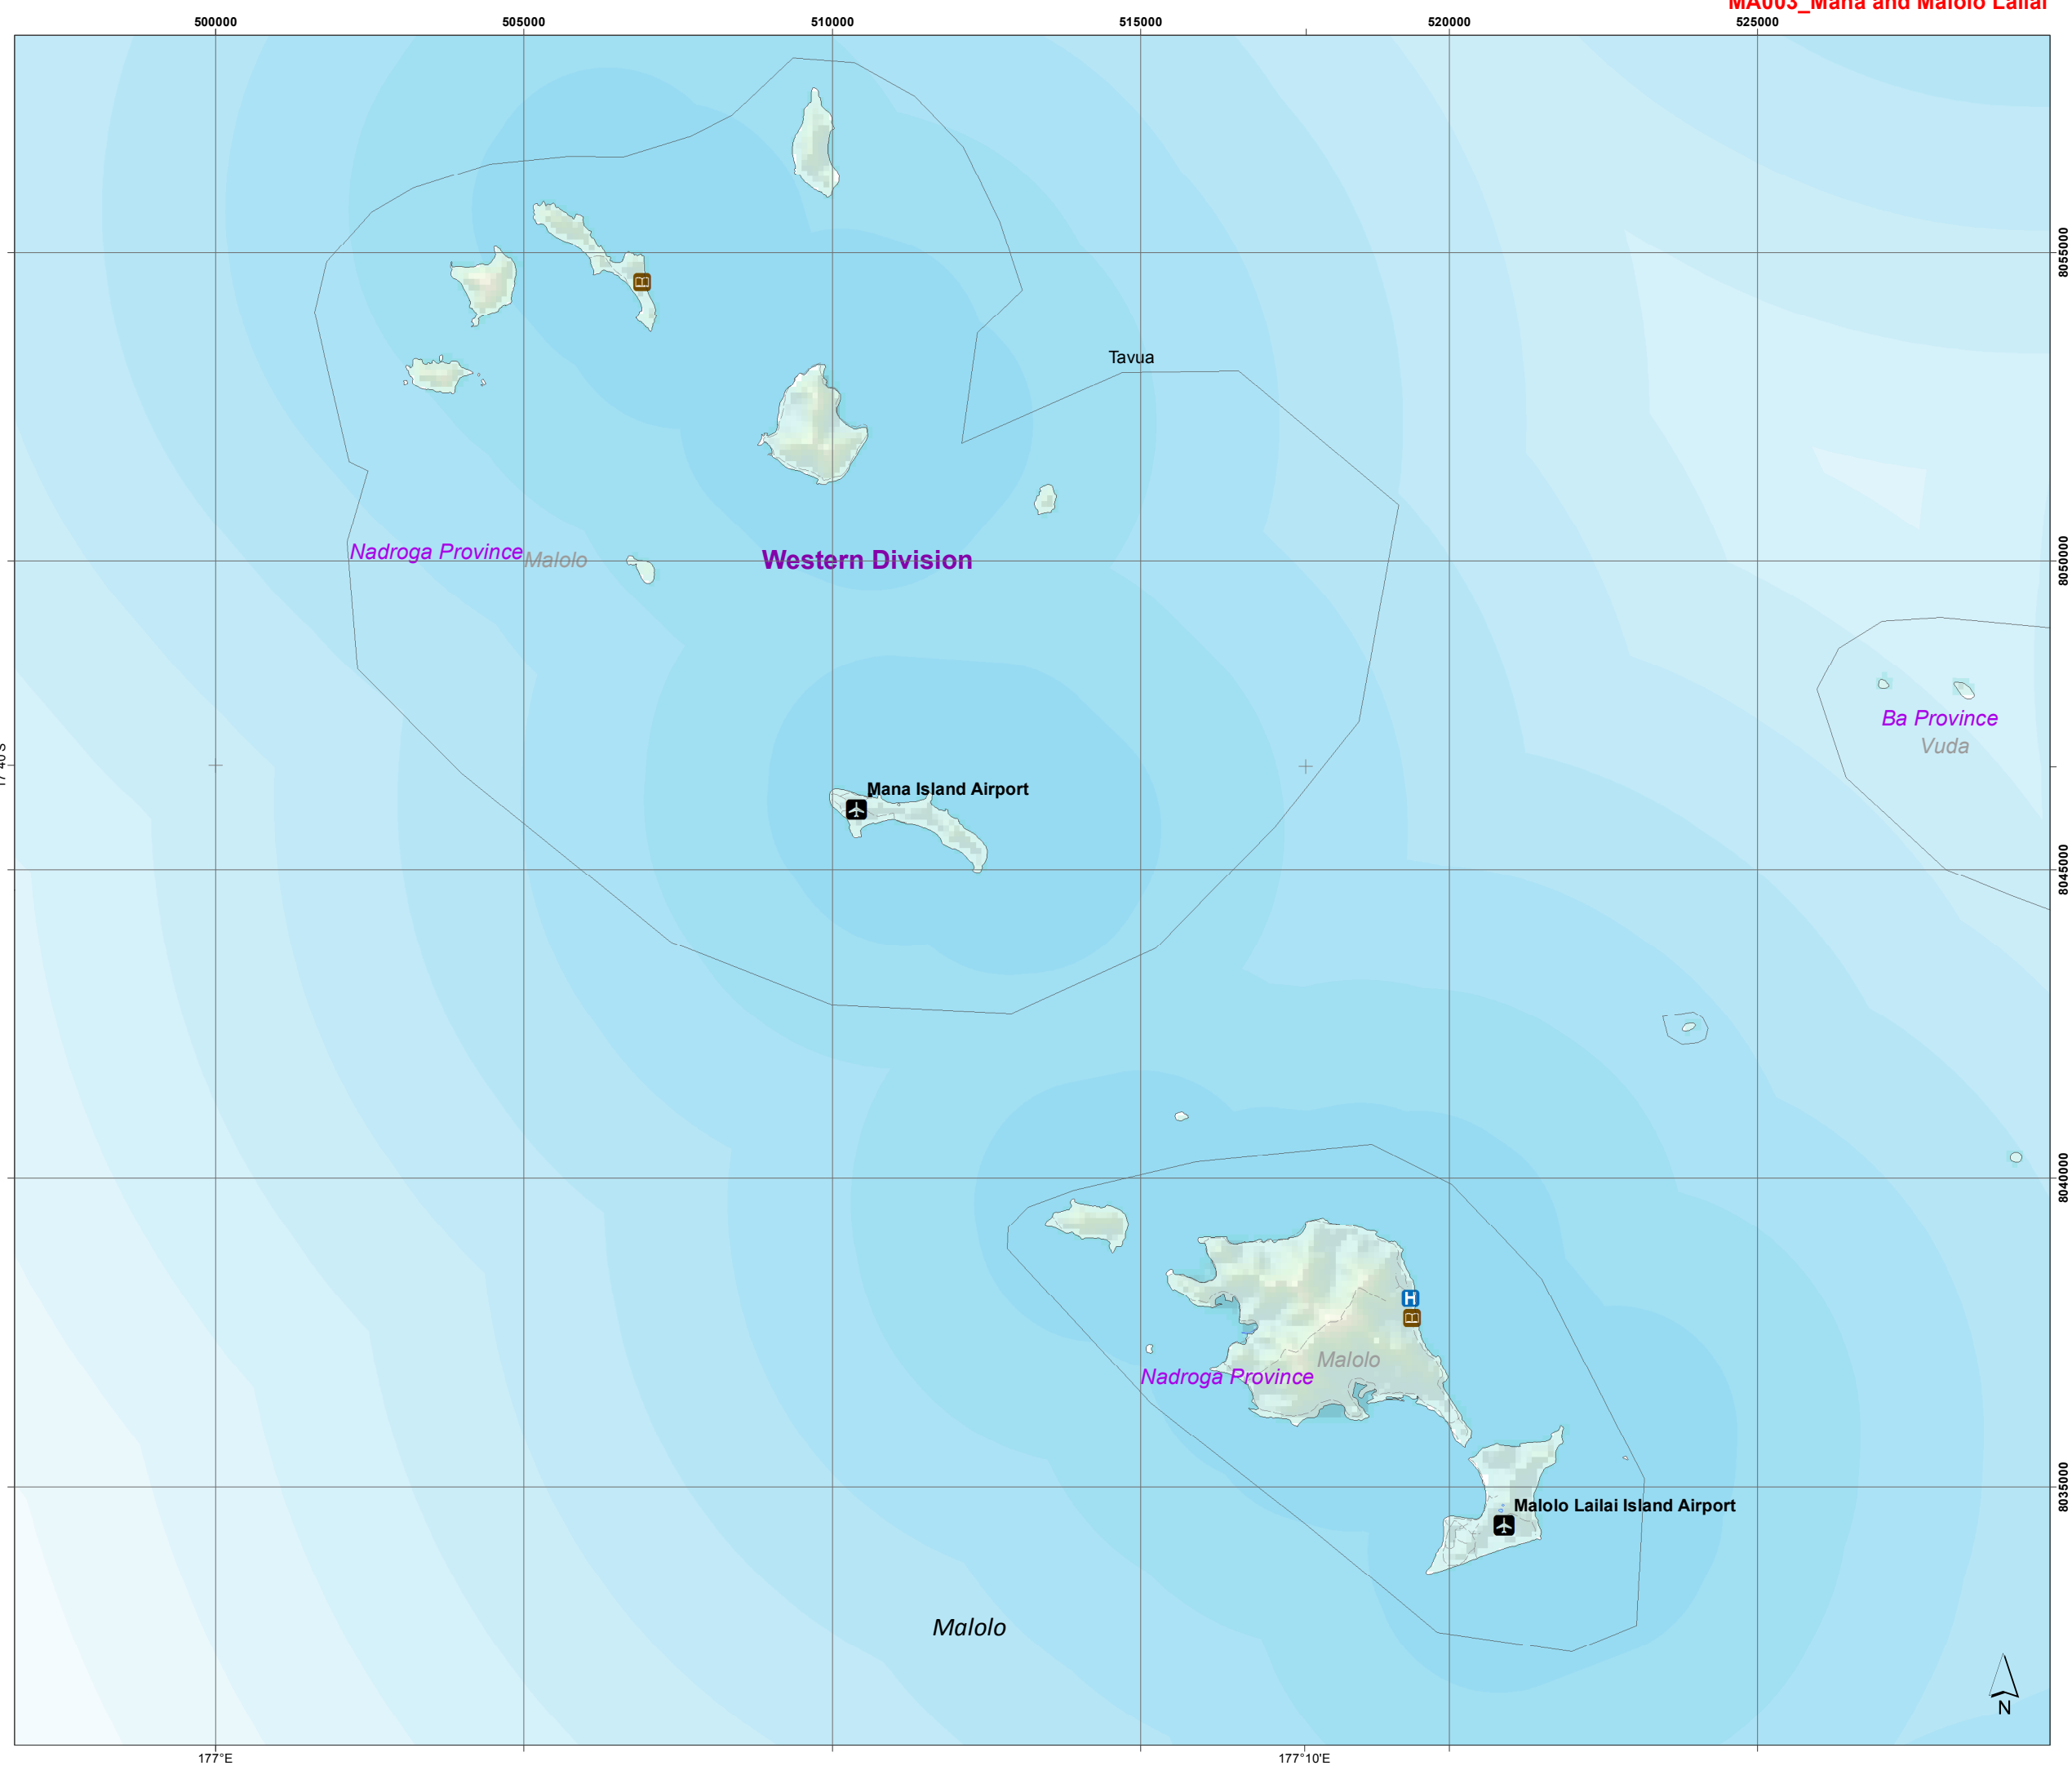 MA003_Mana and Malolo Lailai
500000 505000 510000 515000 520000 525000
8055000
Tavua
Nadroga Province
Malolo
Western Division
8050000
Ba Province
Vuda
Mana Island Airport
8045000
8040000
Malolo
Nadroga Province
8035000
Malolo Lailai Island Airport
Malolo
N
177°E 177°10'E